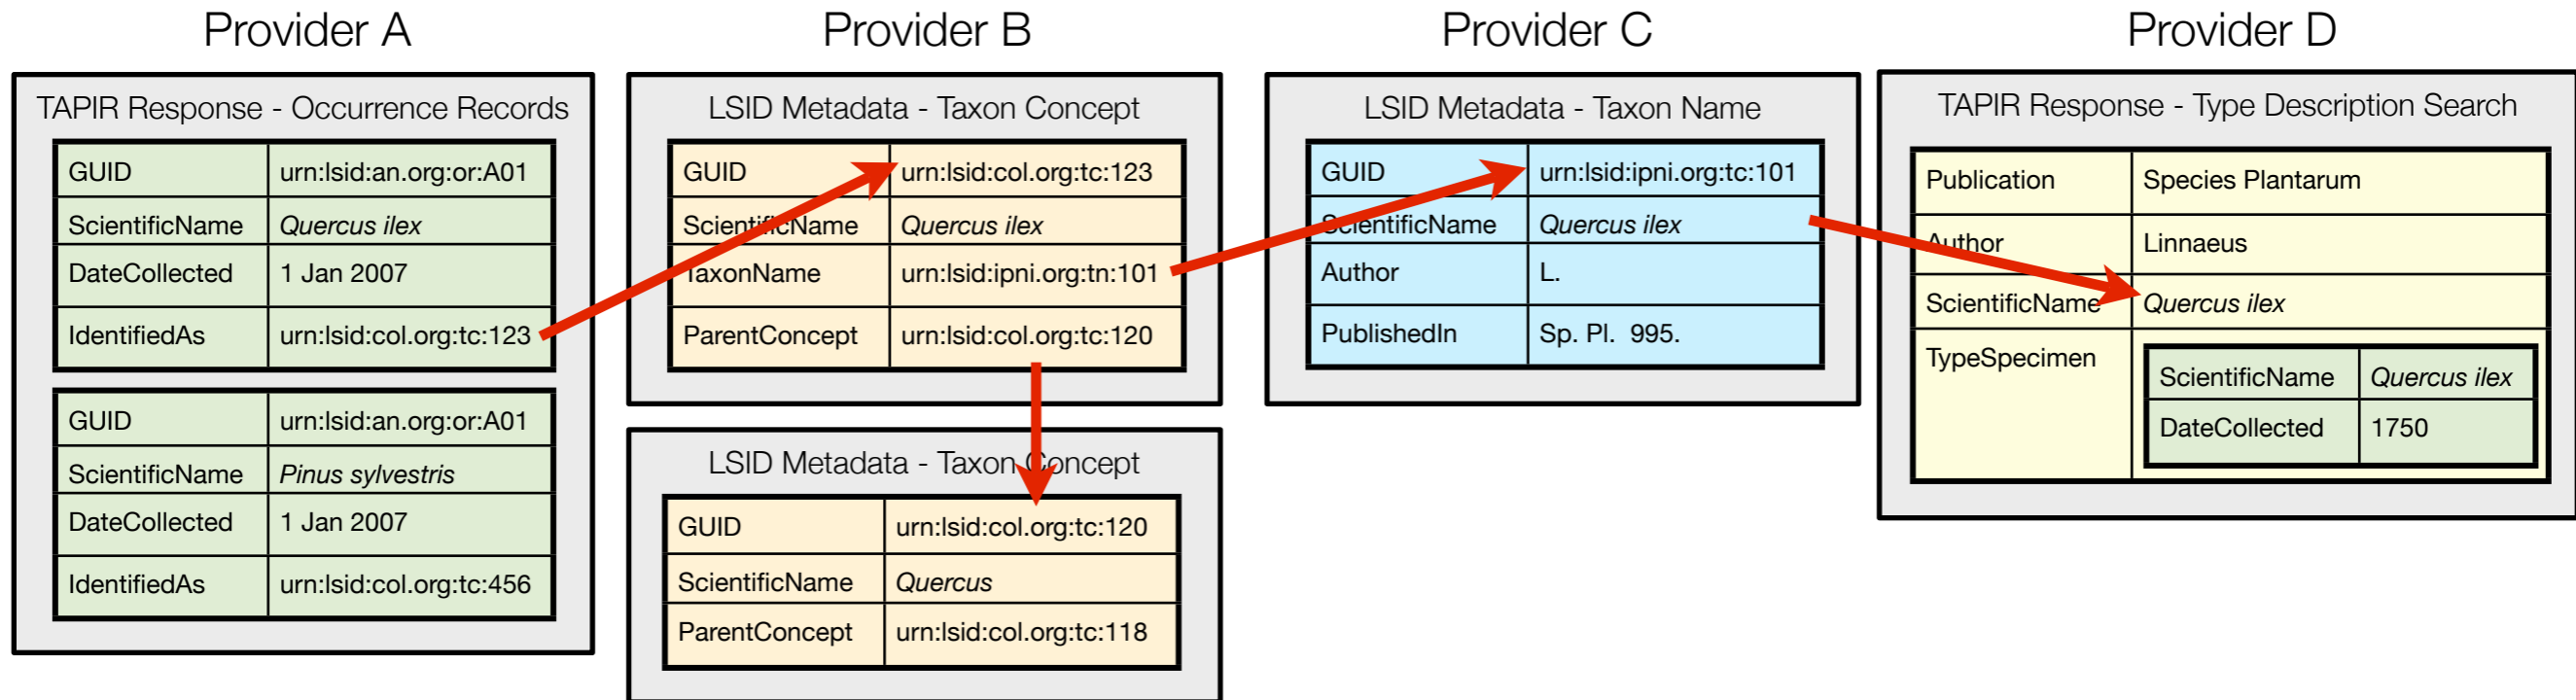 Provider A
TAPIR Response - Occurrence Records
GUID urn:lsid:an.org:or:A01
ScientificName Quercus ilex
DateCollected 1 Jan 2007
IdentifiedAs urn:lsid:col.org:tc:123
GUID urn:lsid:an.org:or:A01
ScientificName Pinus sylvestris
DateCollected 1 Jan 2007
IdentifiedAs urn:lsid:col.org:tc:456
Provider B
LSID Metadata - Taxon Concept
GUID urn:lsid:col.org:tc:123
ScientificName Quercus ilex
TaxonName urn:lsid:ipni.org:tn:101
ParentConcept urn:lsid:col.org:tc:120
LSID Metadata - Taxon Concept
GUID urn:lsid:col.org:tc:120
ScientificName Quercus
ParentConcept urn:lsid:col.org:tc:118
Provider C
LSID Metadata - Taxon Name
GUID urn:lsid:ipni.org:tc:101
ScientificName Quercus ilex
Author L.
PublishedIn Sp. Pl. 995.
Provider D
TAPIR Response - Type Description Search
Publication Species Plantarum
Author Linnaeus
ScientificName Quercus ilex
TypeSpecimen
ScientificName Quercus ilex
DateCollected 1750